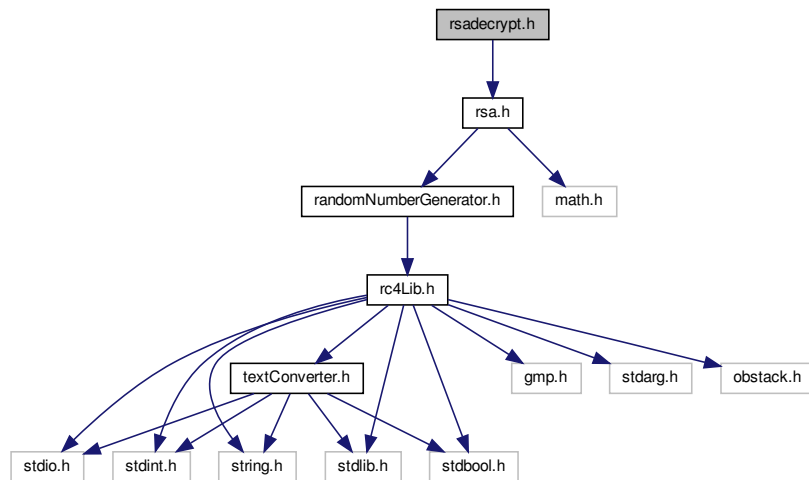 rsadecrypt.h
rsa.h
randomNumberGenerator.h
math.h
rc4Lib.h
textConverter.h
gmp.h
stdarg.h
obstack.h
stdio.h
stdint.h
string.h
stdlib.h
stdbool.h